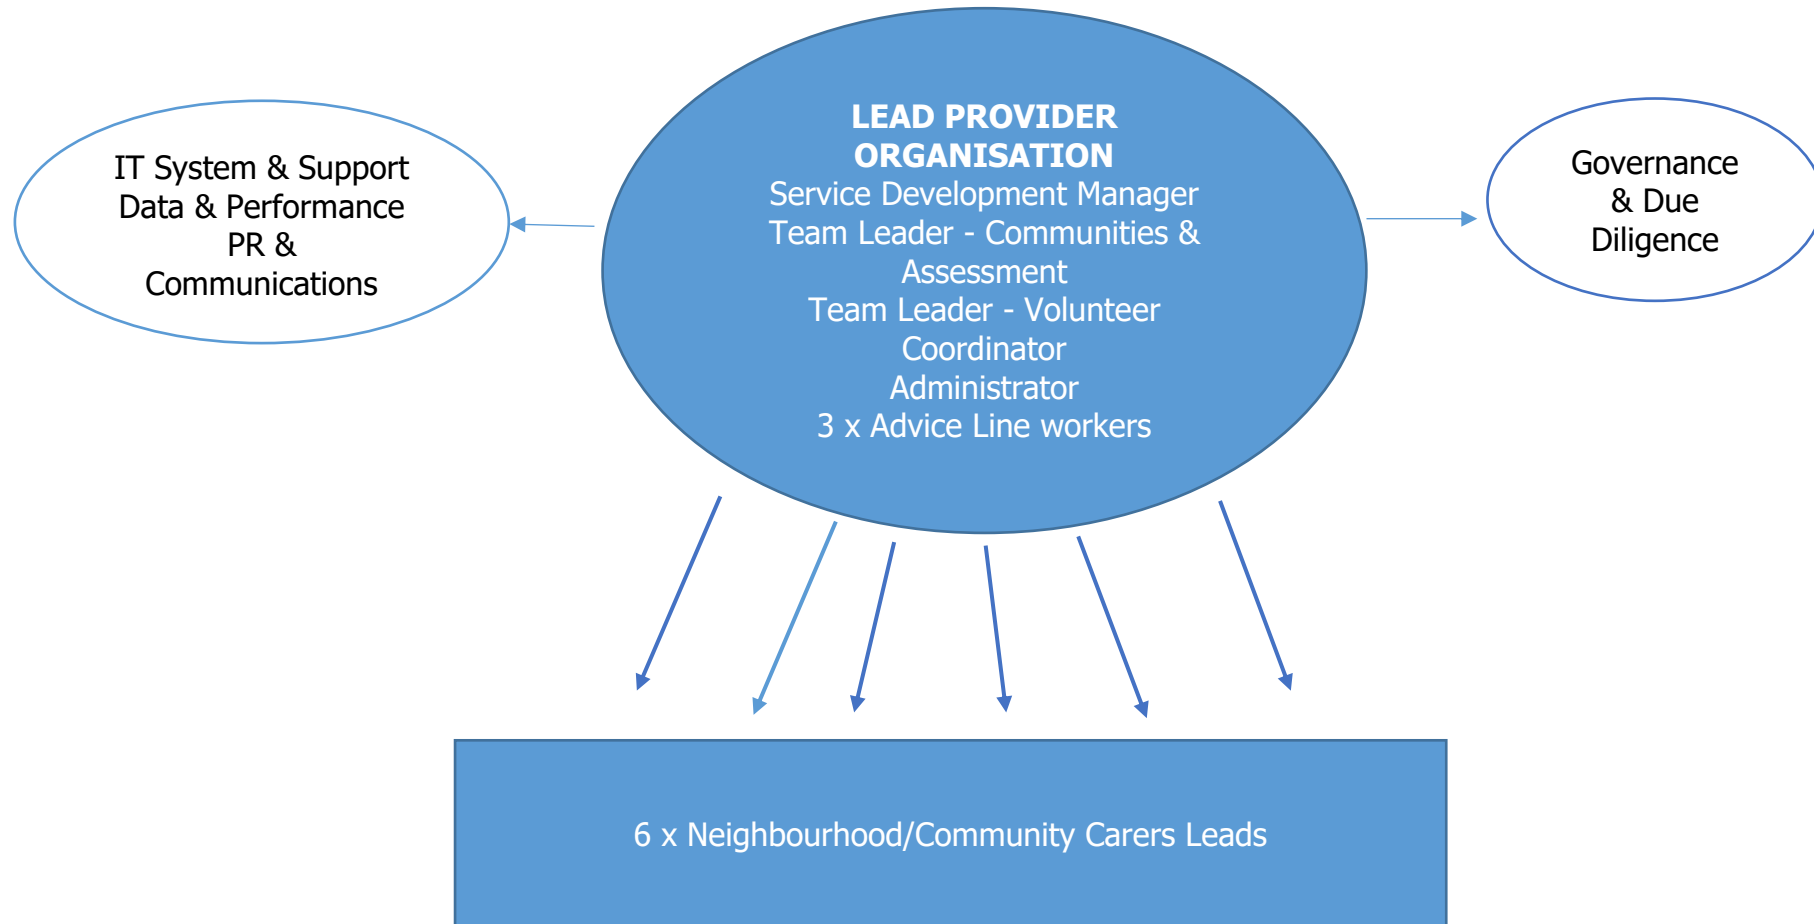 IT System & Support
Data & Performance
PR &
Communications
LEAD PROVIDER
ORGANISATION
Service Development Manager
Team Leader - Communities &
Assessment
Team Leader - Volunteer
Coordinator
Administrator
3 x Advice Line workers
Governance
& Due
Diligence
6 x Neighbourhood/Community Carers Leads